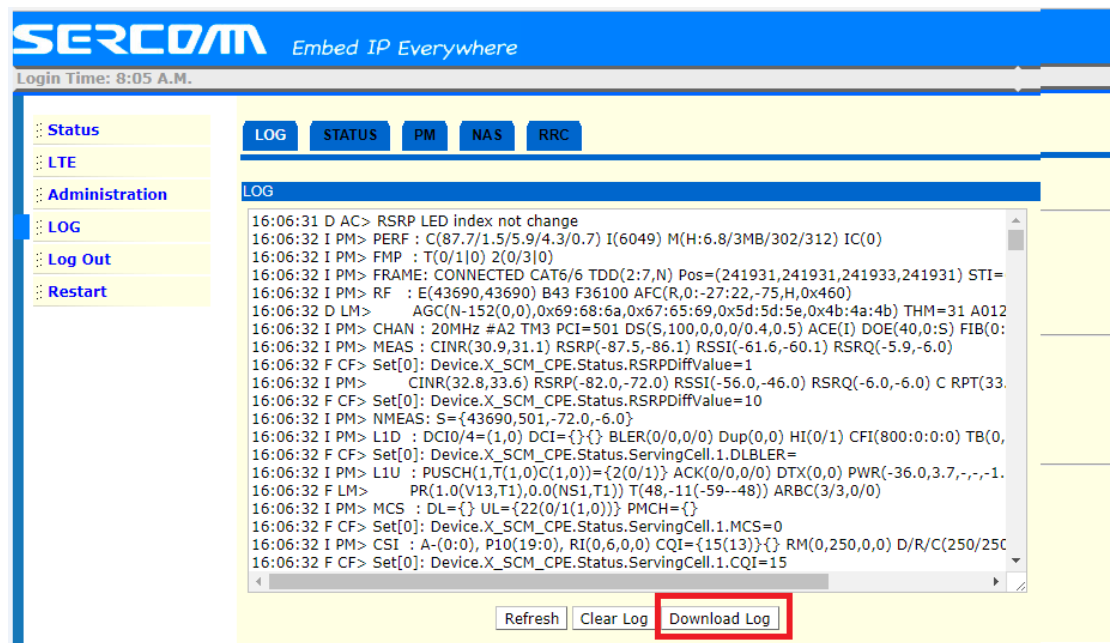 SERCOMM Embed IP Everywhere
Login Time: 8:05 A.M.
Status
LTE
Administration
LOG
Log Out
Restart
LOG STATUS PM NAS RRC
LOG
16:06:31 D AC> RSRP LED index not change
16:06:32 I PM> PERF : C(87.7/1.5/5.9/4.3/0.7) I(6049) M(H:6.8/3MB/302/312) IC(0)
16:06:32 I PM> FMP : T(0/1|0) 2(0/3|0)
16:06:32 I PM> FRAME: CONNECTED CAT6/6 TDD(2:7,N) Pos=(241931,241931,241933,241931) STI=
16:06:32 I PM> RF : E(43690,43690) B43 F36100 AFC(R,0:-27:22,-75,H,0x460)
16:06:32 D LM> AGC(N-152(0,0),0x69:68:6a,0x67:65:69,0x5d:5d:5e,0x4b:4a:4b) THM=31 A012
16:06:32 I PM> CHAN : 20MHz #A2 TM3 PCI=501 DS(S,100,0,0,0/0.4,0.5) ACE(I) DOE(40,0:S) FIB(0:
16:06:32 I PM> MEAS : CINR(30.9,31.1) RSRP(-87.5,-86.1) RSSI(-61.6,-60.1) RSRQ(-5.9,-6.0)
16:06:32 F CF> Set[0]: Device.X_SCM_CPE.Status.RSRPDiffValue=1
16:06:32 I PM> CINR(32.8,33.6) RSRP(-82.0,-72.0) RSSI(-56.0,-46.0) RSRQ(-6.0,-6.0) C RPT(33.
16:06:32 F CF> Set[0]: Device.X_SCM_CPE.Status.RSRPDiffValue=10
16:06:32 I PM> NMEAS: S={43690,501,-72.0,-6.0}
16:06:32 I PM> L1D : DCI0/4=(1,0) DCI={}{} BLER(0/0,0/0) Dup(0,0) HI(0/1) CFI(800:0:0:0) TB(0,
16:06:32 F CF> Set[0]: Device.X_SCM_CPE.Status.ServingCell.1.DLBLER=
16:06:32 I PM> L1U : PUSCH(1,T(1,0)C(1,0))={2(0/1)} ACK(0/0,0/0) DTX(0,0) PWR(-36.0,3.7,-,-,-1.
16:06:32 F LM> PR(1.0(V13,T1),0.0(NS1,T1)) T(48,-11(-59--48)) ARBC(3/3,0/0)
16:06:32 I PM> MCS : DL={} UL={22(0/1(1,0))} PMCH={}
16:06:32 F CF> Set[0]: Device.X_SCM_CPE.Status.ServingCell.1.MCS=0
16:06:32 I PM> CSI : A-(0:0), P10(19:0), RI(0,6,0,0) CQI={15(13)}{} RM(0,250,0,0) D/R/C(250/250
16:06:32 F CF> Set[0]: Device.X_SCM_CPE.Status.ServingCell.1.CQI=15
Refresh Clear Log Download Log